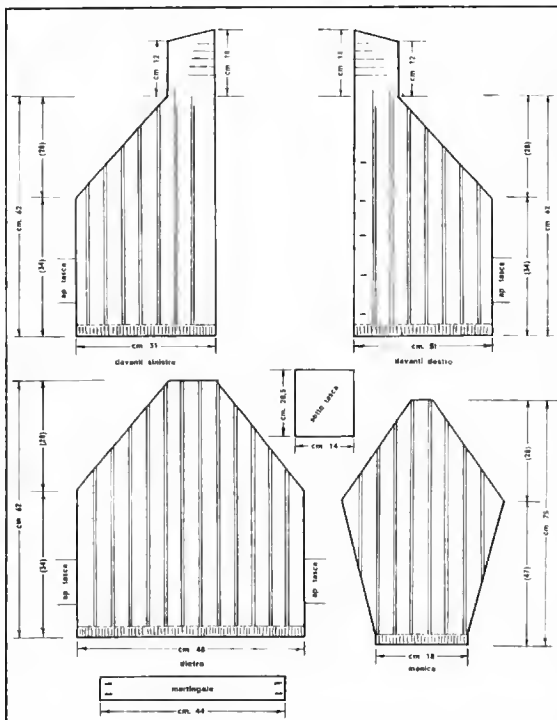 cm 12
cm 18
(28)
cm. 62
(34)
ap tasca
cm. 31
davanti sinistro
cm 18
cm 12
(28)
cm 62
(34)
ap tasca
cm. 31
davanti destro
(28)
cm 62
(34)
ap tasca
ap tasca
cm 48
dietro
cm. 20,5
sacco tasca
cm 14
(28)
cm 75
(47)
cm 18
manica
martingala
cm. 44